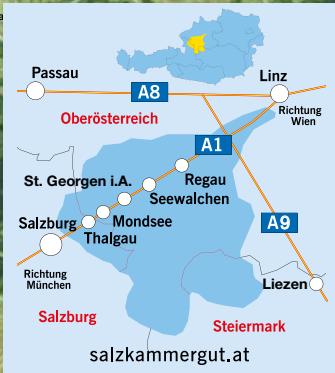 Passau
Linz
A8
Richtung
Wien
Oberösterreich
A1
St. Georgen i.A.
Regau
Seewalchen
Salzburg
Mondsee
Thalgau
A9
Richtung
München
Liezen
Salzburg
Steiermark
salzkammergut.at